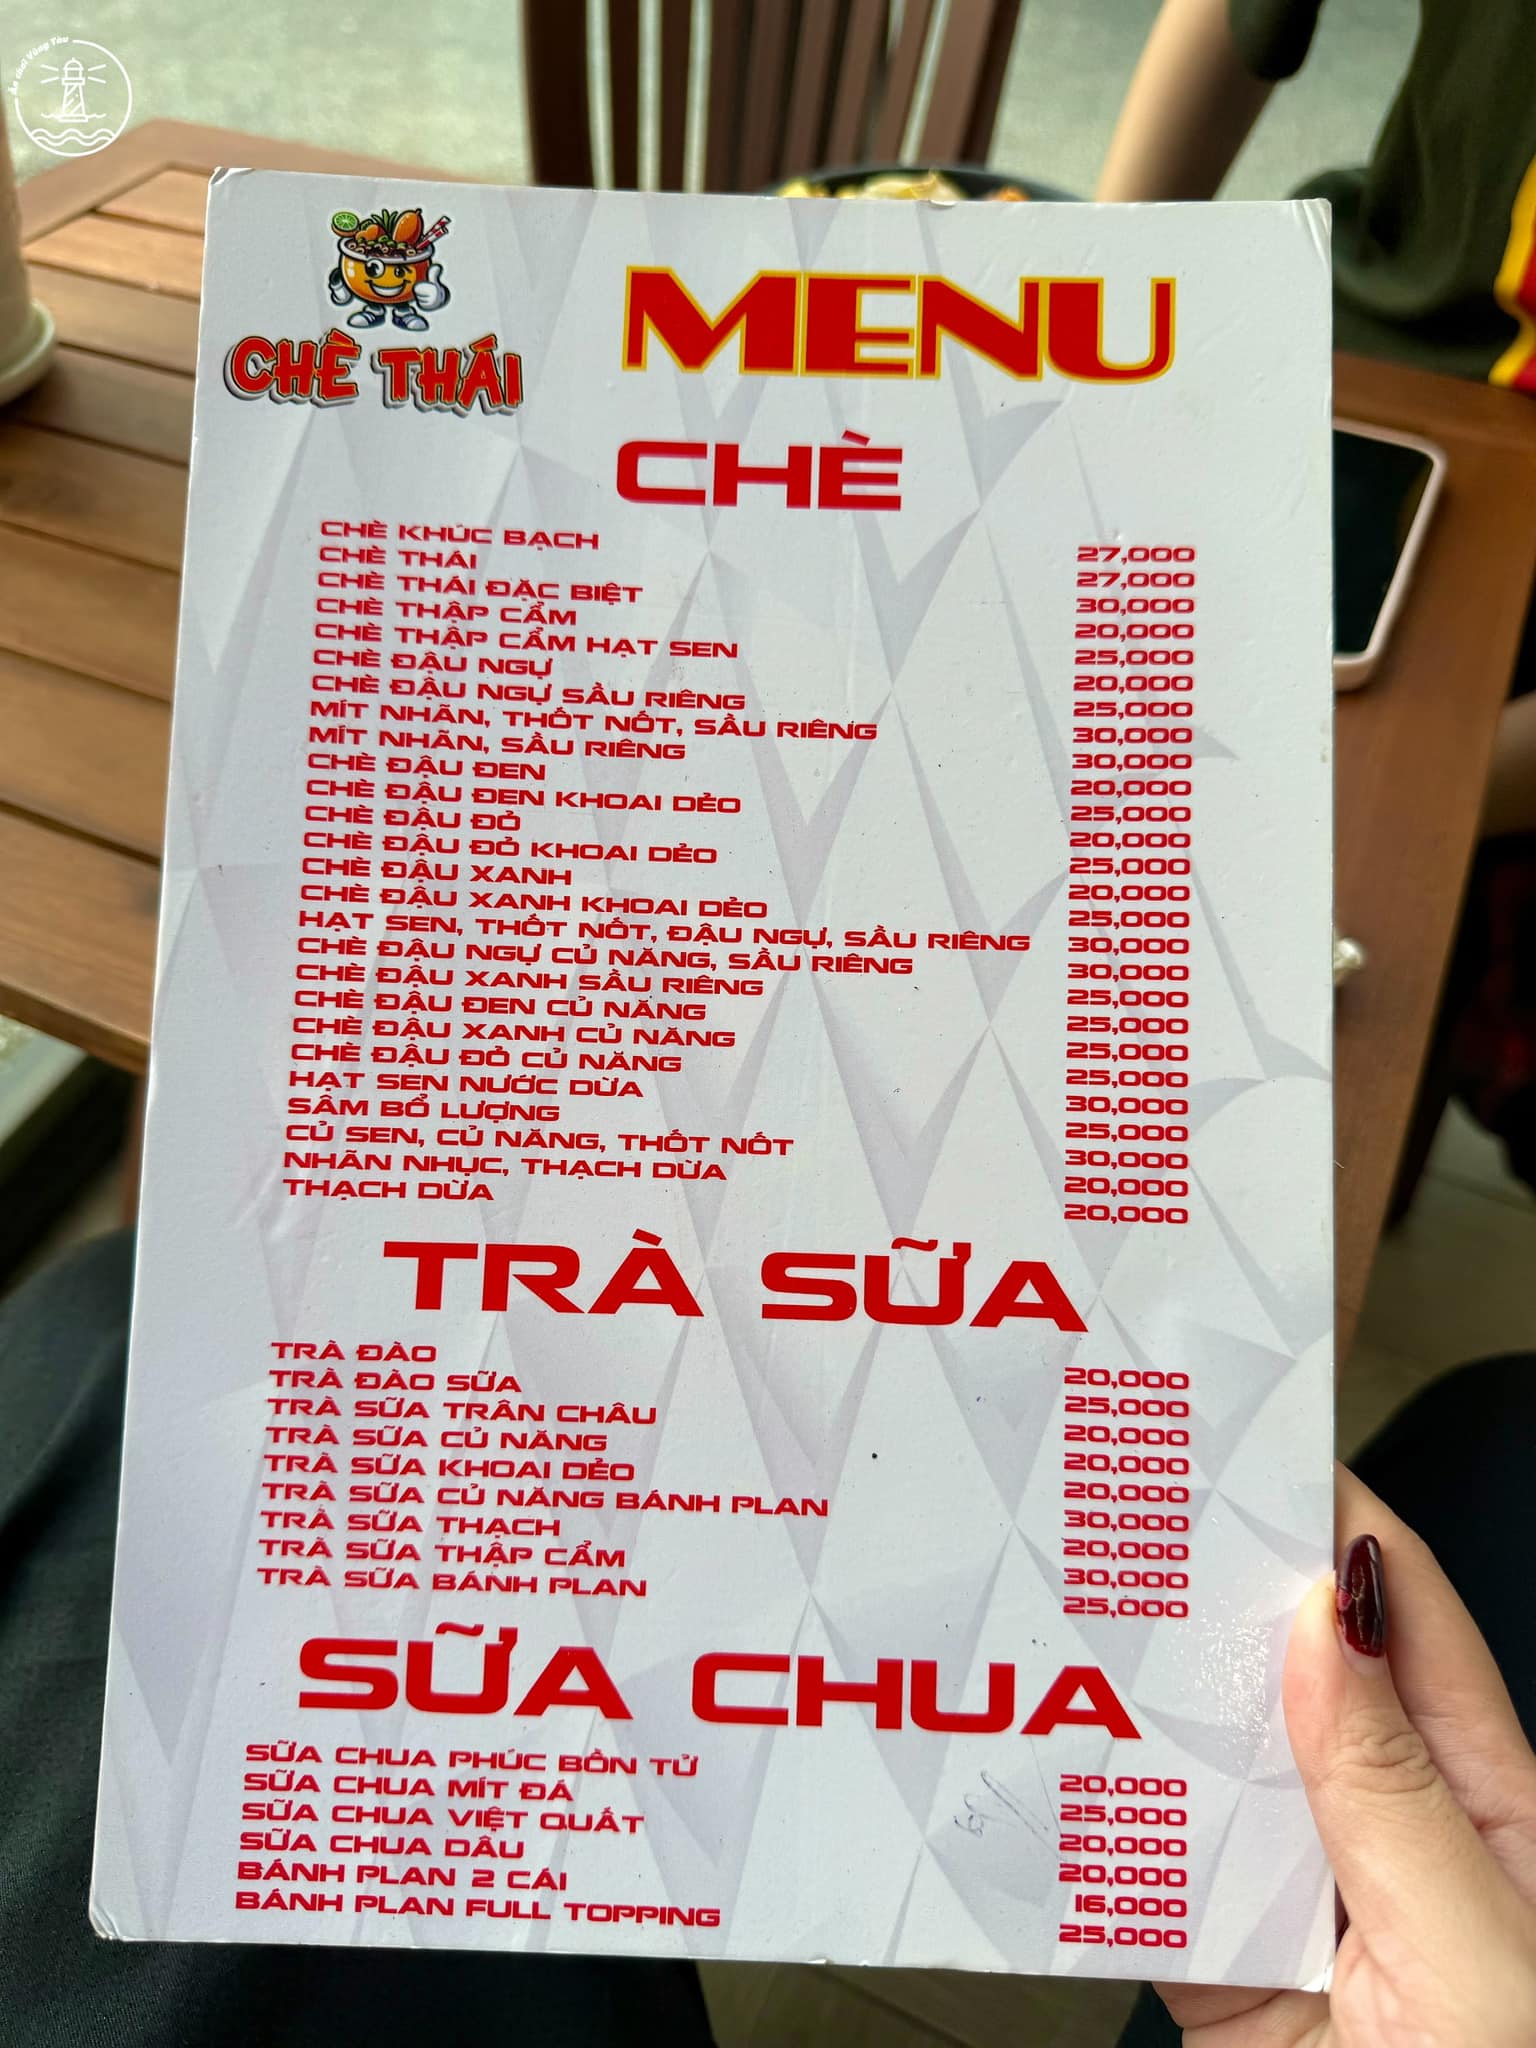 Ăn chơi Vũng Tàu
CHÈ THÁI
MENU
CHÈ
CHÈ KHÚC BẠCH 27,000
CHÈ THÁI 27,000
CHÈ THÁI ĐẶC BIỆT 30,000
CHÈ THẬP CẨM 20,000
CHÈ THẬP CẨM HẠT SEN 25,000
CHÈ ĐẬU NGỰ 20,000
CHÈ ĐẬU NGỰ SẦU RIÊNG 25,000
MÍT NHÃN, THỐT NỐT, SẦU RIÊNG 30,000
MÍT NHÃN, SẦU RIÊNG 30,000
CHÈ ĐẬU ĐEN 20,000
CHÈ ĐẬU ĐEN KHOAI DẺO 25,000
CHÈ ĐẬU ĐỎ 20,000
CHÈ ĐẬU ĐỎ KHOAI DẺO 25,000
CHÈ ĐẬU XANH 20,000
CHÈ ĐẬU XANH KHOAI DẺO 25,000
HẠT SEN, THỐT NỐT, ĐẬU NGỰ, SẦU RIÊNG 30,000
CHÈ ĐẬU NGỰ CỦ NĂNG, SẦU RIÊNG 30,000
CHÈ ĐẬU XANH SẦU RIÊNG 25,000
CHÈ ĐẬU ĐEN CỦ NĂNG 25,000
CHÈ ĐẬU XANH CỦ NĂNG 25,000
CHÈ ĐẬU ĐỎ CỦ NĂNG 25,000
HẠT SEN NƯỚC DỪA 30,000
SÂM BỔ LƯỢNG 25,000
CỦ SEN, CỦ NĂNG, THỐT NỐT 30,000
NHÃN NHỤC, THẠCH DỪA 20,000
THẠCH DỪA 20,000
TRÀ SỮA
TRÀ ĐÀO 20,000
TRÀ ĐÀO SỮA 25,000
TRÀ SỮA TRÂN CHÂU 20,000
TRÀ SỮA CỦ NĂNG 20,000
TRÀ SỮA KHOAI DẺO 20,000
TRÀ SỮA CỦ NĂNG BÁNH PLAN 30,000
TRÀ SỮA THẠCH 20,000
TRÀ SỮA THẬP CẨM 30,000
TRÀ SỮA BÁNH PLAN 25,000
SỮA CHUA
SỮA CHUA PHÚC BỒN TỬ 20,000
SỮA CHUA MÍT ĐÁ 25,000
SỮA CHUA VIỆT QUẤT 20,000
SỮA CHUA DÂU 20,000
BÁNH PLAN 2 CÁI 16,000
BÁNH PLAN FULL TOPPING 25,000